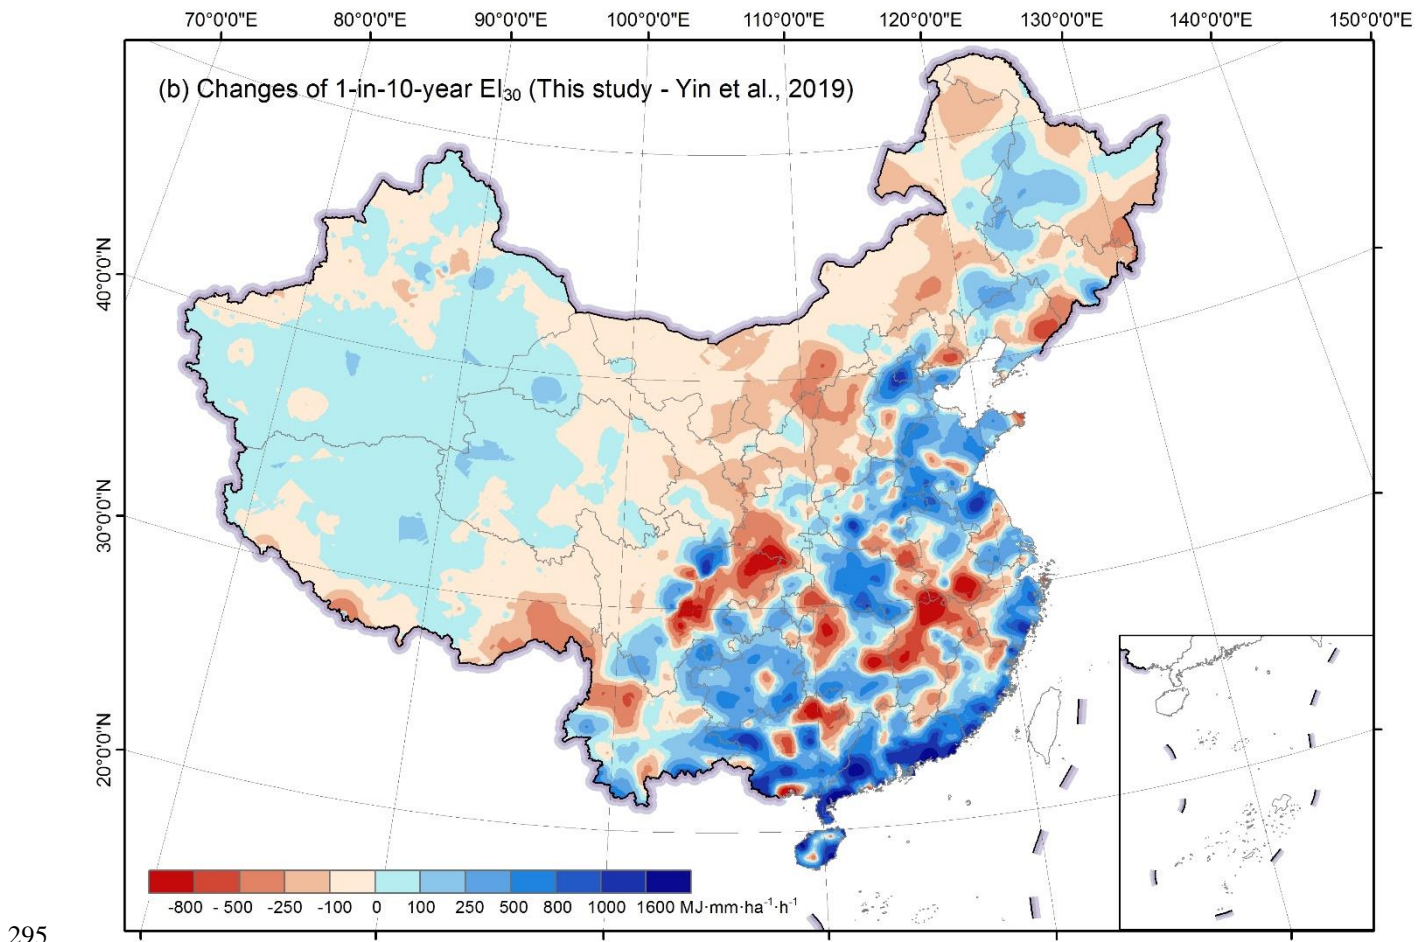 70°0'0"E 80°0'0"E 90°0'0"E 100°0'0"E 110°0'0"E 120°0'0"E 130°0'0"E 140°0'0"E 150°0'0"E
(b) Changes of 1-in-10-year EI₃₀ (This study - Yin et al., 2019)
40°0'0"N
30°0'0"N
20°0'0"N
-800 - 500 -250 -100 0 100 250 500 800 1000 1600 MJ·mm·ha⁻¹·h⁻¹
295